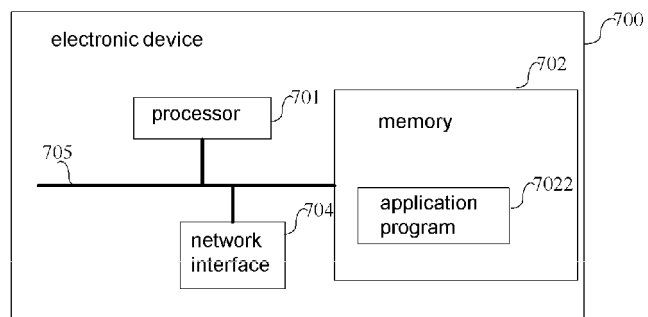 electronic device
700
702
processor
701
memory
705
7022
application
program
704
network
interface